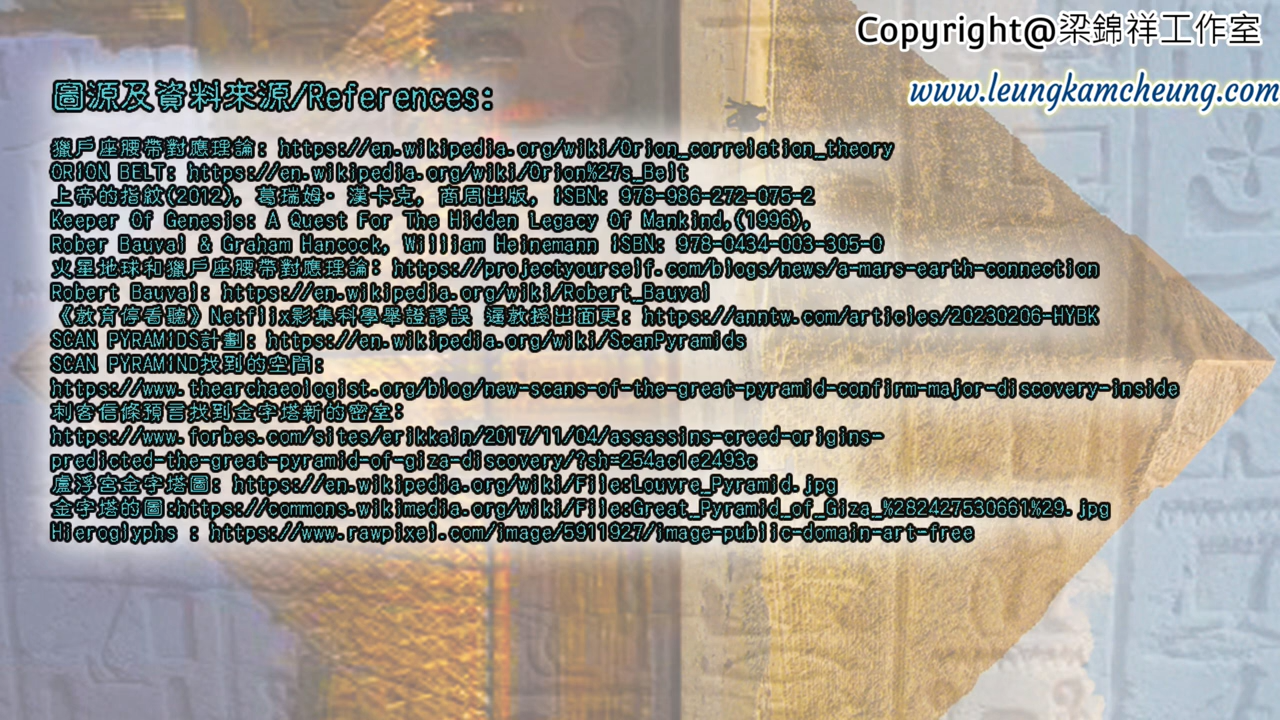 Copyright@梁錦祥工作室
www.leungkamcheung.com
圖源及資料來源/References:
獵戶座腰帶對應理論: https://en.wikipedia.org/wiki/Orion_correlation_theory
ORION BELT: https://en.wikipedia.org/wiki/Orion%27s_Belt
上帝的指紋(2012), 葛瑞姆· 漢卡克, 商周出版, ISBN: 978-986-272-075-2
Keeper Of Genesis: A Quest For The Hidden Legacy Of Mankind,(1996),
Rober Bauval & Graham Hancock, William Heinemann ISBN: 978-0434-003-305-0
火星地球和獵戶座腰帶對應理論: https://projectyourself.com/blogs/news/a-mars-earth-connection
Robert Bauval: https://en.wikipedia.org/wiki/Robert_Bauval
《教育停看聽》Netflix影集科學舉證謬誤 逼教授出面更: https://anntw.com/articles/20230206-HYBK
SCAN PYRAMIDS計劃: https://en.wikipedia.org/wiki/ScanPyramids
SCAN PYRAMIND找到的空間:
https://www.thearchaeologist.org/blog/new-scans-of-the-great-pyramid-confirm-major-discovery-inside
刺客信條預言找到金字塔新的密室:
https://www.forbes.com/sites/erikkain/2017/11/04/assassins-creed-origins-
predicted-the-great-pyramid-of-giza-discovery/?sh=254ac1e2493c
盧浮宮金字塔圖: https://en.wikipedia.org/wiki/File:Louvre_Pyramid.jpg
金字塔的圖:https://commons.wikimedia.org/wiki/File:Great_Pyramid_of_Giza_%282427530661%29.jpg
Hieroglyphs : https://www.rawpixel.com/image/5911927/image-public-domain-art-free